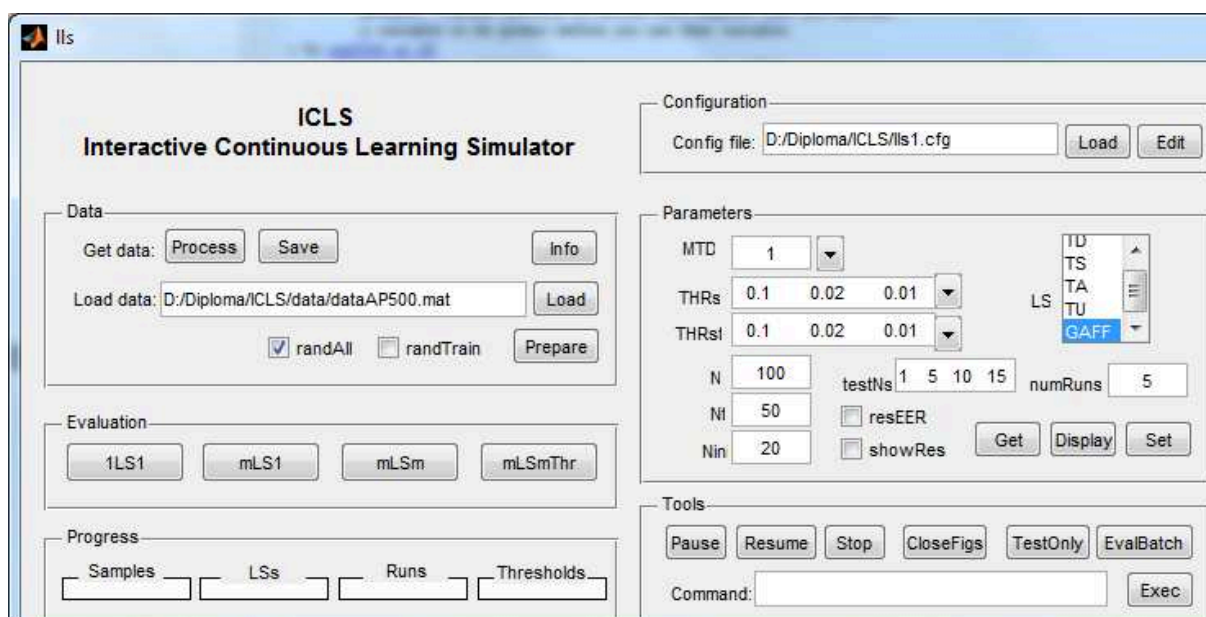 lls
ICLS
Interactive Continuous Learning Simulator
Data
Get data: Process Save Info
Load data: D:/Diploma/ICLS/data/dataAP500.mat Load
randAll randTrain Prepare
Evaluation
1LS1 mLS1 mLSm mLSmThr
Progress
Samples LSs Runs Thresholds
Configuration
Config file: D:/Diploma/ICLS/lls1.cfg Load Edit
Parameters
MTD 1
THRs 0.1 0.02 0.01
THRsf 0.1 0.02 0.01
LS
TD
TS
TA
TU
GAFF
N 100 testNs 1 5 10 15 numRuns 5
Nf 50 resEER
Nin 20 showRes Get Display Set
Tools
Pause Resume Stop CloseFigs TestOnly EvalBatch
Command: Exec